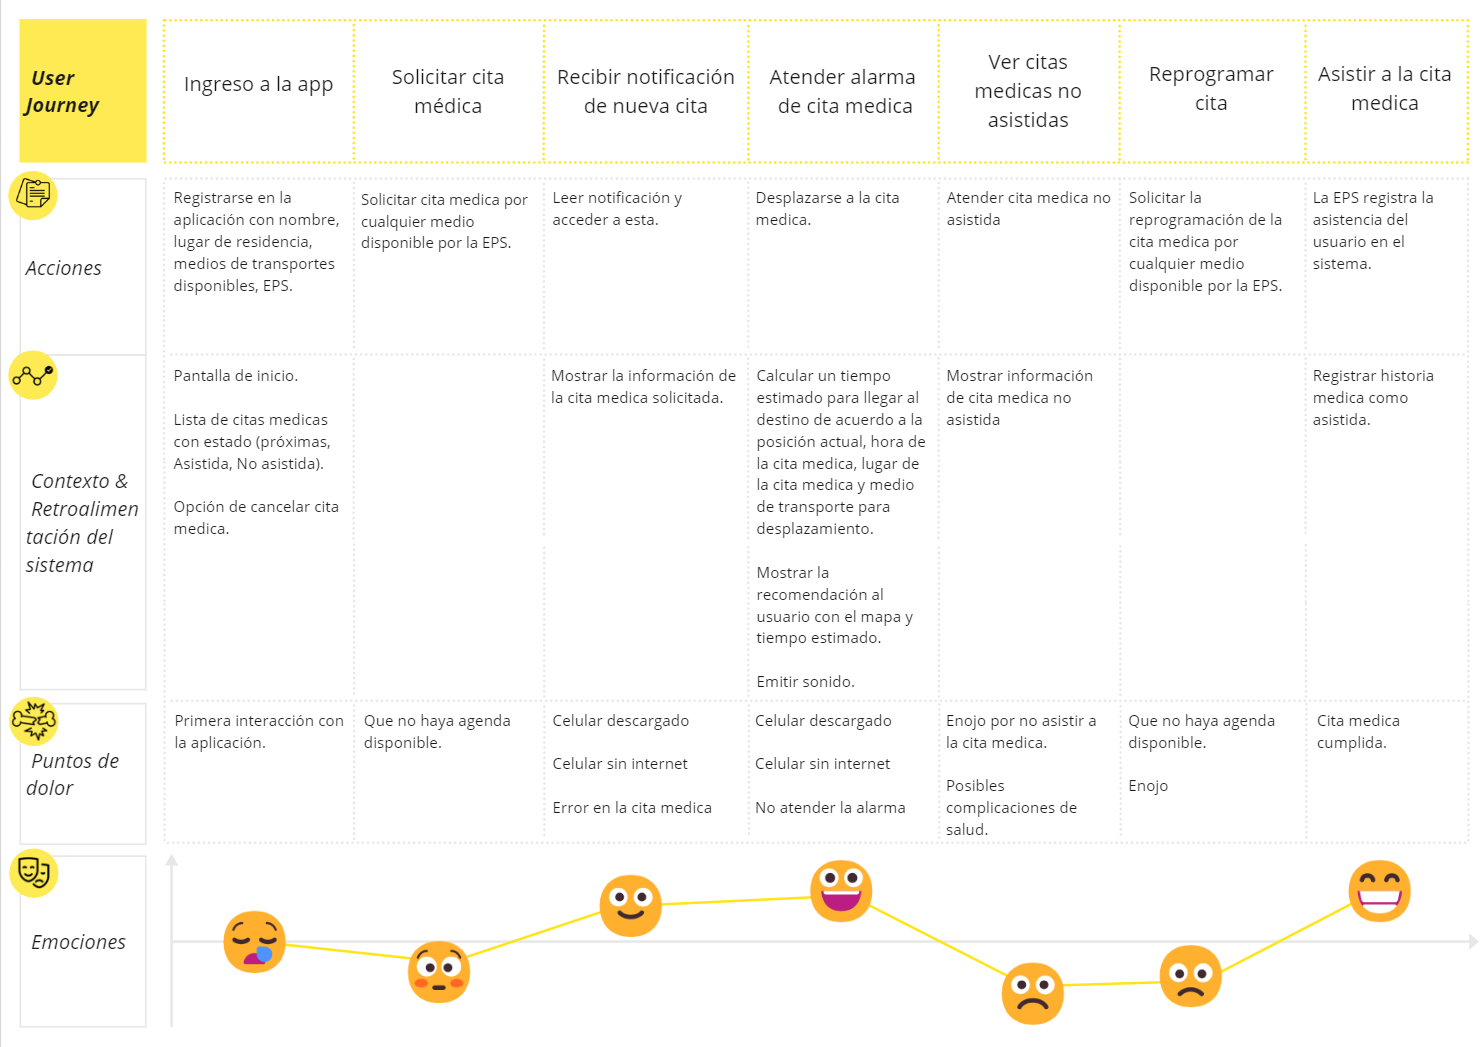 User
Journey
Ingreso a la app
Solicitar cita
médica
Recibir notificación
de nueva cita
Atender alarma
de cita medica
Ver citas
medicas no
asistidas
Reprogramar
cita
Asistir a la cita
medica
Acciones
Registrarse en la
aplicación con nombre,
lugar de residencia,
medios de transportes
disponibles, EPS.
Solicitar cita medica por
cualquier medio
disponible por la EPS.
Leer notificación y
acceder a esta.
Desplazarse a la cita
medica.
Atender cita medica no
asistida
Solicitar la
reprogramación de la
cita medica por
cualquier medio
disponible por la EPS.
La EPS registra la
asistencia del
usuario en el
sistema.
Contexto &
Retroalimen
tación del
sistema
Pantalla de inicio.
Lista de citas medicas
con estado (próximas,
Asistida, No asistida).
Opción de cancelar cita
medica.
Mostrar la información de
la cita medica solicitada.
Calcular un tiempo
estimado para llegar al
destino de acuerdo a la
posición actual, hora de
la cita medica, lugar de
la cita medica y medio
de transporte para
desplazamiento.
Mostrar la
recomendación al
usuario con el mapa y
tiempo estimado.
Emitir sonido.
Mostrar información
de cita medica no
asistida
Registrar historia
medica como
asistida.
Puntos de
dolor
Primera interacción con
la aplicación.
Que no haya agenda
disponible.
Celular descargado
Celular sin internet
Error en la cita medica
Celular descargado
Celular sin internet
No atender la alarma
Enojo por no asistir a
la cita medica.
Posibles
complicaciones de
salud.
Que no haya agenda
disponible.
Enojo
Cita medica
cumplida.
Emociones